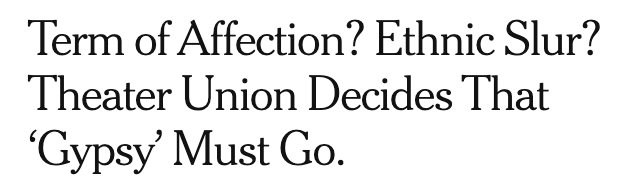 Term of Affection? Ethnic Slur?
Theater Union Decides That
‘Gypsy’ Must Go.